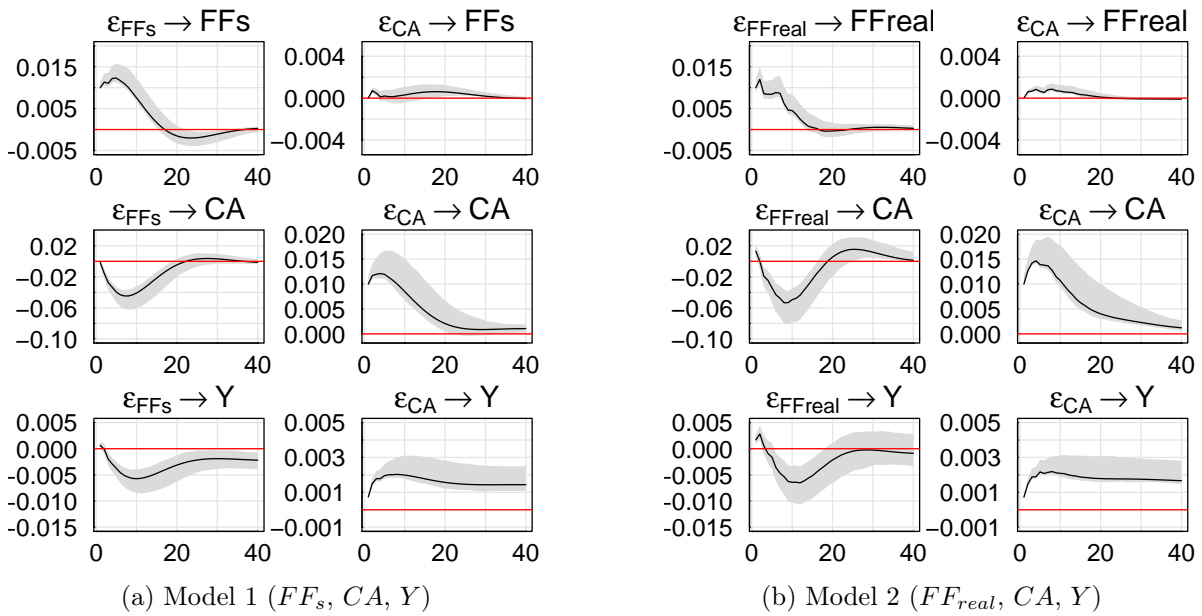 ε_FFs → FFs
0.015
0.005
-0.005
0 20 40
ε_CA → FFs
0.004
0.000
−0.004
0 20 40
ε_FFreal → FFreal
0.015
0.005
-0.005
0 20 40
ε_CA → FFreal
0.004
0.000
−0.004
0 20 40
ε_FFs → CA
0.02
−0.02
−0.06
−0.10
0 20 40
ε_CA → CA
0.020
0.015
0.010
0.005
0.000
0 20 40
ε_FFreal → CA
0.02
−0.02
−0.06
−0.10
0 20 40
ε_CA → CA
0.020
0.015
0.010
0.005
0.000
0 20 40
ε_FFs → Y
0.005
0.000
-0.005
-0.010
-0.015
0 20 40
ε_CA → Y
0.005
0.003
0.001
−0.001
0 20 40
ε_FFreal → Y
0.005
0.000
-0.005
-0.010
-0.015
0 20 40
ε_CA → Y
0.005
0.003
0.001
−0.001
0 20 40
(a) Model 1 (FF_s, CA, Y)
(b) Model 2 (FF_real, CA, Y)